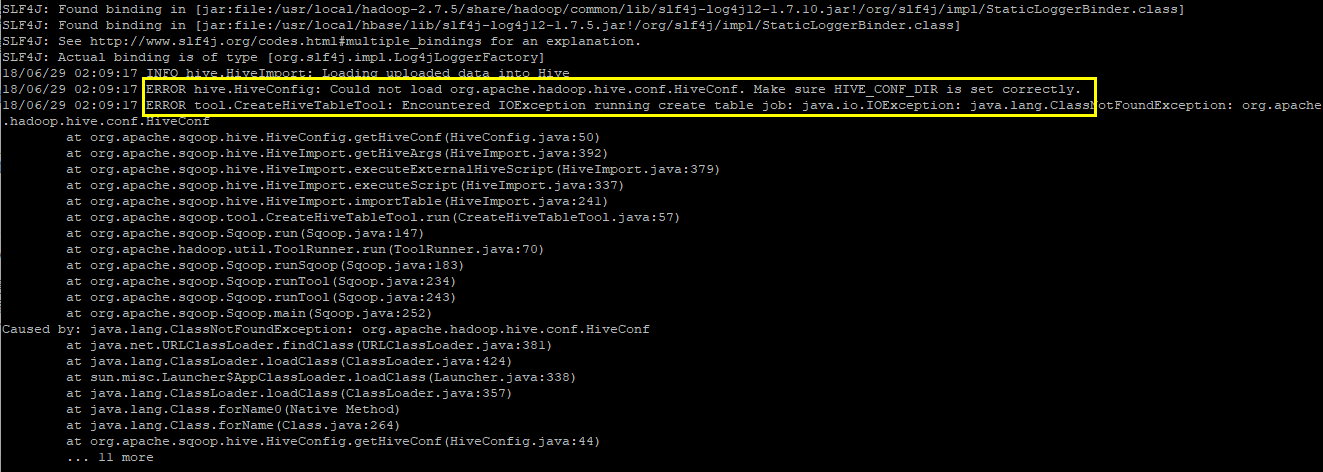 SLF4J: Found binding in [jar:file:/usr/local/hadoop-2.7.5/share/hadoop/common/lib/slf4j-log4j12-1.7.10.jar!/org/slf4j/impl/StaticLoggerBinder.class]
SLF4J: Found binding in [jar:file:/usr/local/hbase/lib/slf4j-log4j12-1.7.5.jar!/org/slf4j/impl/StaticLoggerBinder.class]
SLF4J: See http://www.slf4j.org/codes.html#multiple_bindings for an explanation.
SLF4J: Actual binding is of type [org.slf4j.impl.Log4jLoggerFactory]
18/06/29 02:09:17 INFO hive.HiveImport: Loading uploaded data into Hive
18/06/29 02:09:17 ERROR hive.HiveConfig: Could not load org.apache.hadoop.hive.conf.HiveConf. Make sure HIVE_CONF_DIR is set correctly.
18/06/29 02:09:17 ERROR tool.CreateHiveTableTool: Encountered IOException running create table job: java.io.IOException: java.lang.ClassNotFoundException: org.apache
.hadoop.hive.conf.HiveConf
at org.apache.sqoop.hive.HiveConfig.getHiveConf(HiveConfig.java:50)
at org.apache.sqoop.hive.HiveImport.getHiveArgs(HiveImport.java:392)
at org.apache.sqoop.hive.HiveImport.executeExternalHiveScript(HiveImport.java:379)
at org.apache.sqoop.hive.HiveImport.executeScript(HiveImport.java:337)
at org.apache.sqoop.hive.HiveImport.importTable(HiveImport.java:241)
at org.apache.sqoop.tool.CreateHiveTableTool.run(CreateHiveTableTool.java:57)
at org.apache.sqoop.Sqoop.run(Sqoop.java:147)
at org.apache.hadoop.util.ToolRunner.run(ToolRunner.java:70)
at org.apache.sqoop.Sqoop.runSqoop(Sqoop.java:183)
at org.apache.sqoop.Sqoop.runTool(Sqoop.java:234)
at org.apache.sqoop.Sqoop.runTool(Sqoop.java:243)
at org.apache.sqoop.Sqoop.main(Sqoop.java:252)
Caused by: java.lang.ClassNotFoundException: org.apache.hadoop.hive.conf.HiveConf
at java.net.URLClassLoader.findClass(URLClassLoader.java:381)
at java.lang.ClassLoader.loadClass(ClassLoader.java:424)
at sun.misc.Launcher$AppClassLoader.loadClass(Launcher.java:338)
at java.lang.ClassLoader.loadClass(ClassLoader.java:357)
at java.lang.Class.forName0(Native Method)
at java.lang.Class.forName(Class.java:264)
at org.apache.sqoop.hive.HiveConfig.getHiveConf(HiveConfig.java:44)
... 11 more